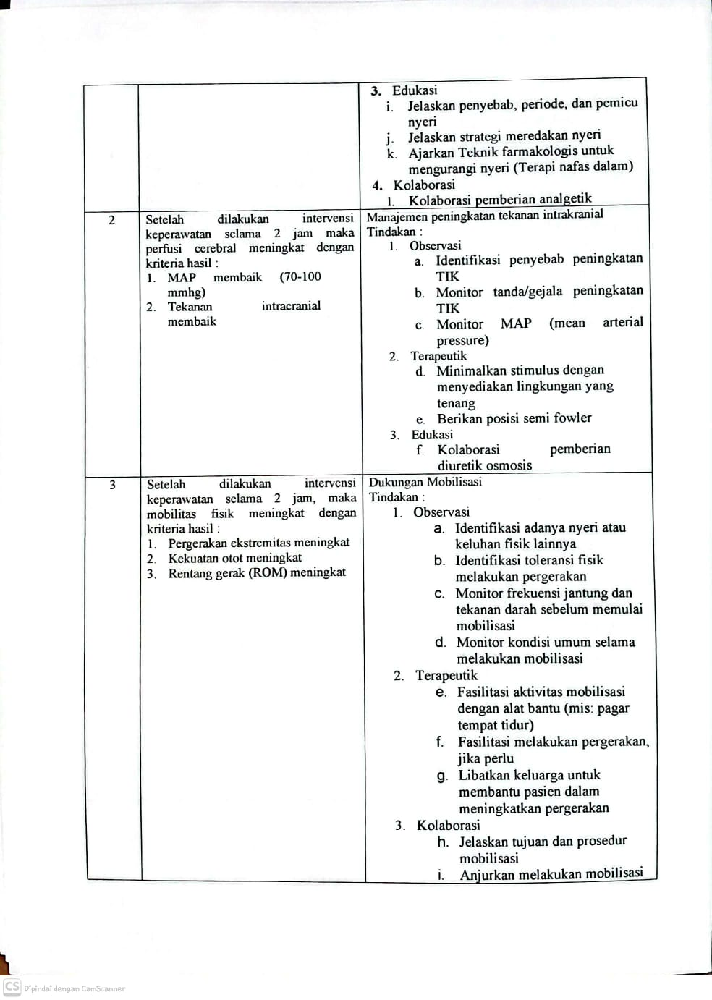 3. Edukasi
i. Jelaskan penyebab, periode, dan pemicu
nyeri
j. Jelaskan strategi meredakan nyeri
k. Ajarkan Teknik farmakologis untuk
mengurangi nyeri (Terapi nafas dalam)
4. Kolaborasi
l. Kolaborasi pemberian analgetik
2
Setelah dilakukan intervensi
keperawatan selama 2 jam maka
perfusi cerebral meningkat dengan
kriteria hasil :
1. MAP membaik (70-100
mmhg)
2. Tekanan intracranial
membaik
Manajemen peningkatan tekanan intrakranial
Tindakan :
1. Observasi
a. Identifikasi penyebab peningkatan
TIK
b. Monitor tanda/gejala peningkatan
TIK
c. Monitor MAP (mean arterial
pressure)
2. Terapeutik
d. Minimalkan stimulus dengan
menyediakan lingkungan yang
tenang
e. Berikan posisi semi fowler
3. Edukasi
f. Kolaborasi pemberian
diuretik osmosis
3
Setelah dilakukan intervensi
keperawatan selama 2 jam, maka
mobilitas fisik meningkat dengan
kriteria hasil :
1. Pergerakan ekstremitas meningkat
2. Kekuatan otot meningkat
3. Rentang gerak (ROM) meningkat
Dukungan Mobilisasi
Tindakan :
1. Observasi
a. Identifikasi adanya nyeri atau
keluhan fisik lainnya
b. Identifikasi toleransi fisik
melakukan pergerakan
c. Monitor frekuensi jantung dan
tekanan darah sebelum memulai
mobilisasi
d. Monitor kondisi umum selama
melakukan mobilisasi
2. Terapeutik
e. Fasilitasi aktivitas mobilisasi
dengan alat bantu (mis: pagar
tempat tidur)
f. Fasilitasi melakukan pergerakan,
jika perlu
g. Libatkan keluarga untuk
membantu pasien dalam
meningkatkan pergerakan
3. Kolaborasi
h. Jelaskan tujuan dan prosedur
mobilisasi
i. Anjurkan melakukan mobilisasi
CS Dipindai dengan CamScanner